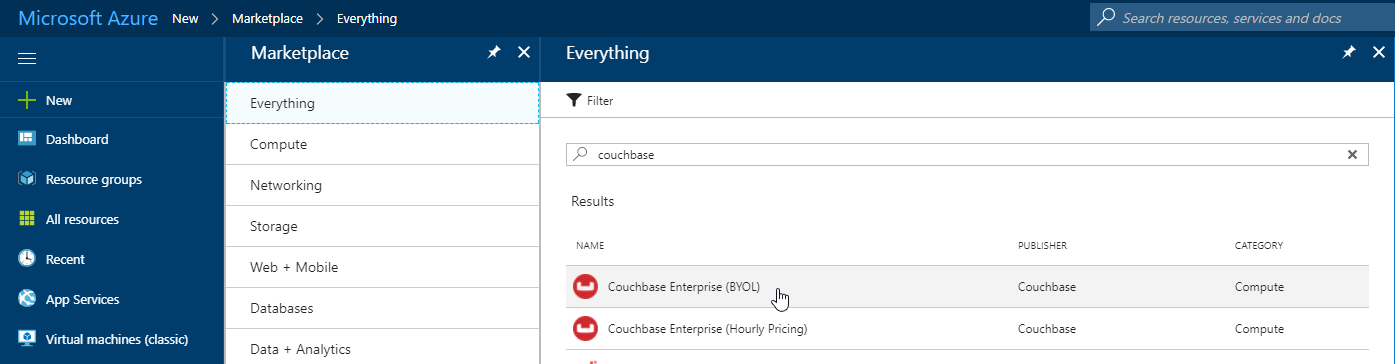 Microsoft Azure New > Marketplace > Everything
Search resources, services and docs
New
Dashboard
Resource groups
All resources
Recent
App Services
Virtual machines (classic)
Marketplace
Everything
Compute
Networking
Storage
Web + Mobile
Databases
Data + Analytics
Everything
Filter
couchbase
Results
NAME PUBLISHER CATEGORY
Couchbase Enterprise (BYOL) Couchbase Compute
Couchbase Enterprise (Hourly Pricing) Couchbase Compute